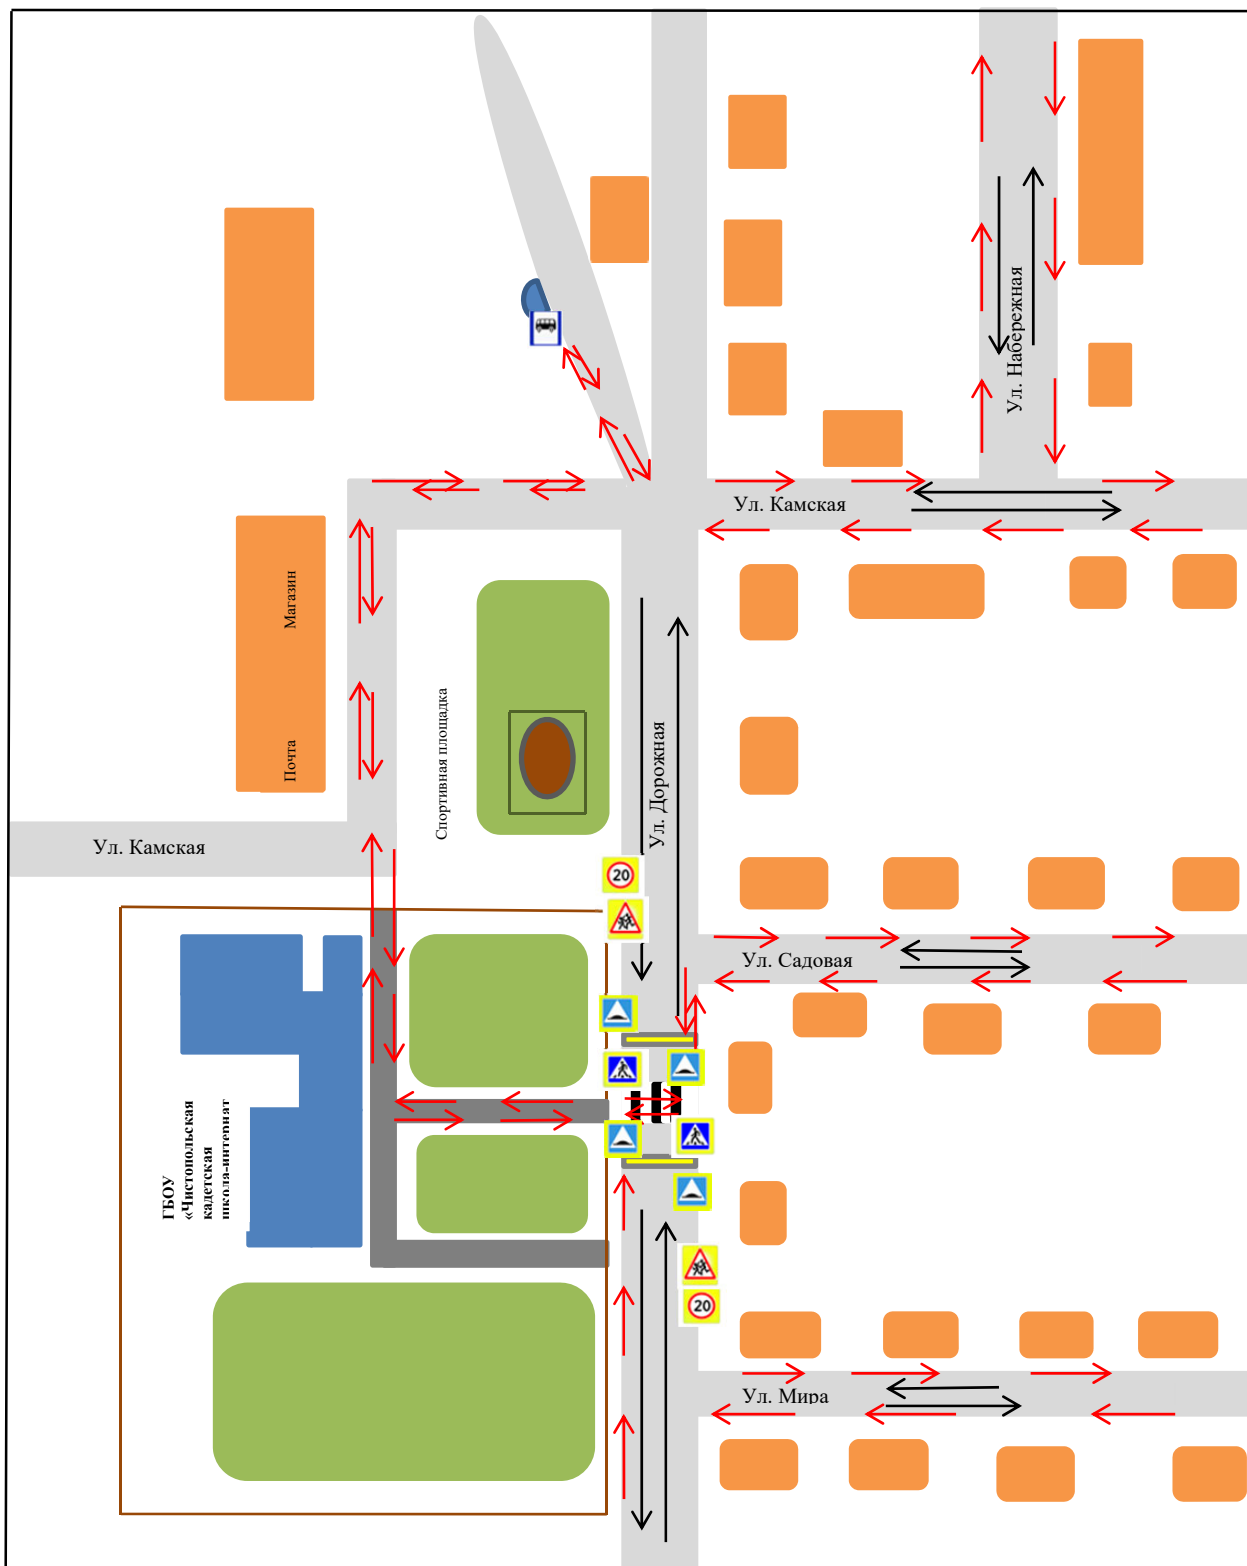 Ул. Набережная
Ул. Камская
Магазин
Почта
Спортивная площадка
Ул. Дорожная
Ул. Камская
20
Ул. Садовая
ГБОУ
«Чистопольская
кадетская
школа-интернат
20
Ул. Мира